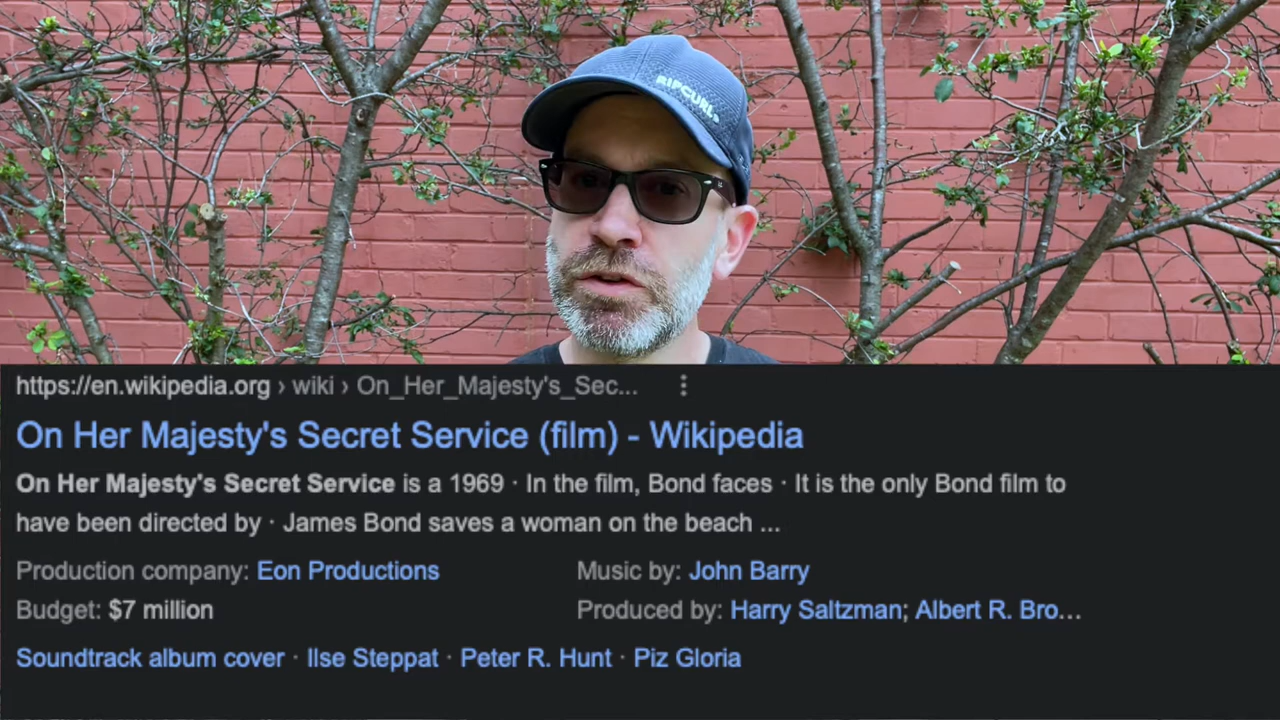 RIPCURL
https://en.wikipedia.org › wiki › On_Her_Majesty's_Sec...
On Her Majesty's Secret Service (film) - Wikipedia
On Her Majesty's Secret Service is a 1969 · In the film, Bond faces · It is the only Bond film to
have been directed by · James Bond saves a woman on the beach ...
Production company: Eon Productions
Music by: John Barry
Budget: $7 million
Produced by: Harry Saltzman; Albert R. Bro...
Soundtrack album cover · Ilse Steppat · Peter R. Hunt · Piz Gloria